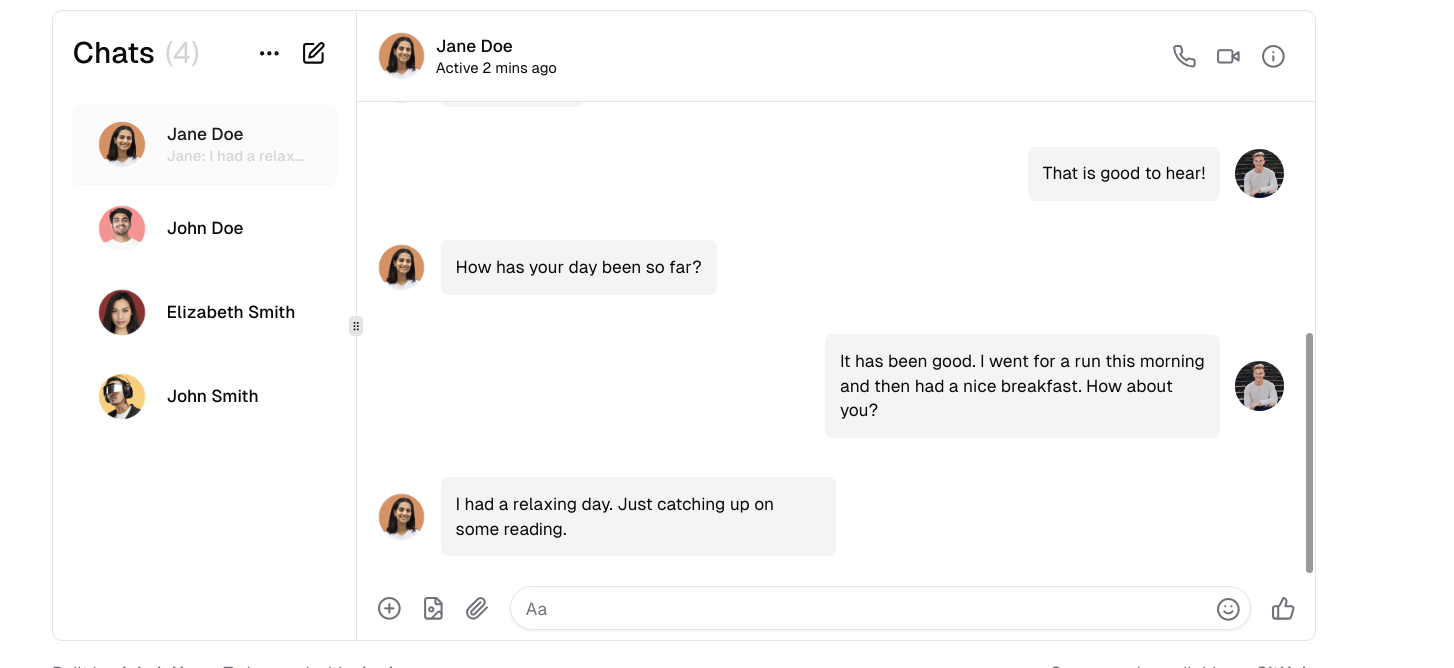 Chats (4)
Jane Doe
Jane: I had a relax...
John Doe
Elizabeth Smith
John Smith
Jane Doe
Active 2 mins ago
That is good to hear!
How has your day been so far?
It has been good. I went for a run this morning
and then had a nice breakfast. How about
you?
I had a relaxing day. Just catching up on
some reading.
Aa